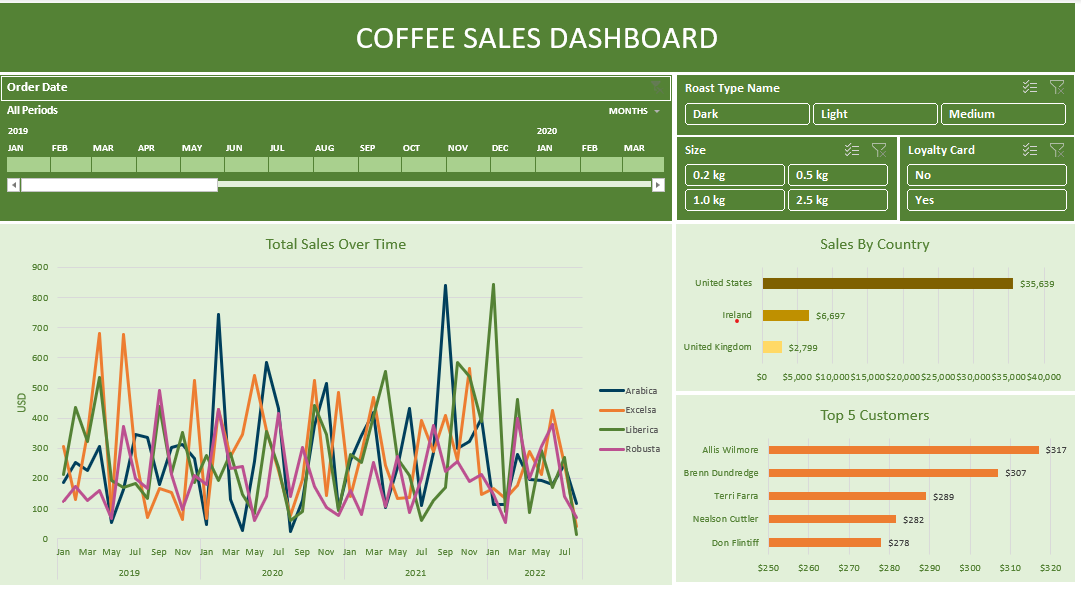 COFFEE SALES DASHBOARD
Order Date
All Periods MONTHS
2019 2020
JAN FEB MAR APR MAY JUN JUL AUG SEP OCT NOV DEC JAN FEB MAR
Roast Type Name
Dark Light Medium
Size
0.2 kg 0.5 kg
1.0 kg 2.5 kg
Loyalty Card
No
Yes
Total Sales Over Time
900
800
700
600
500
400
300
200
100
0
USD
Jan Mar May Jul Sep Nov Jan Mar May Jul Sep Nov Jan Mar May Jul Sep Nov Jan Mar May Jul
2019 2020 2021 2022
Arabica
Excelsa
Liberica
Robusta
Sales By Country
United States $35,639
Ireland $6,697
United Kingdom $2,799
$0 $5,000 $10,000 $15,000 $20,000 $25,000 $30,000 $35,000 $40,000
Top 5 Customers
Allis Wilmore $317
Brenn Dundredge $307
Terri Farra $289
Nealson Cuttler $282
Don Flintiff $278
$250 $260 $270 $280 $290 $300 $310 $320